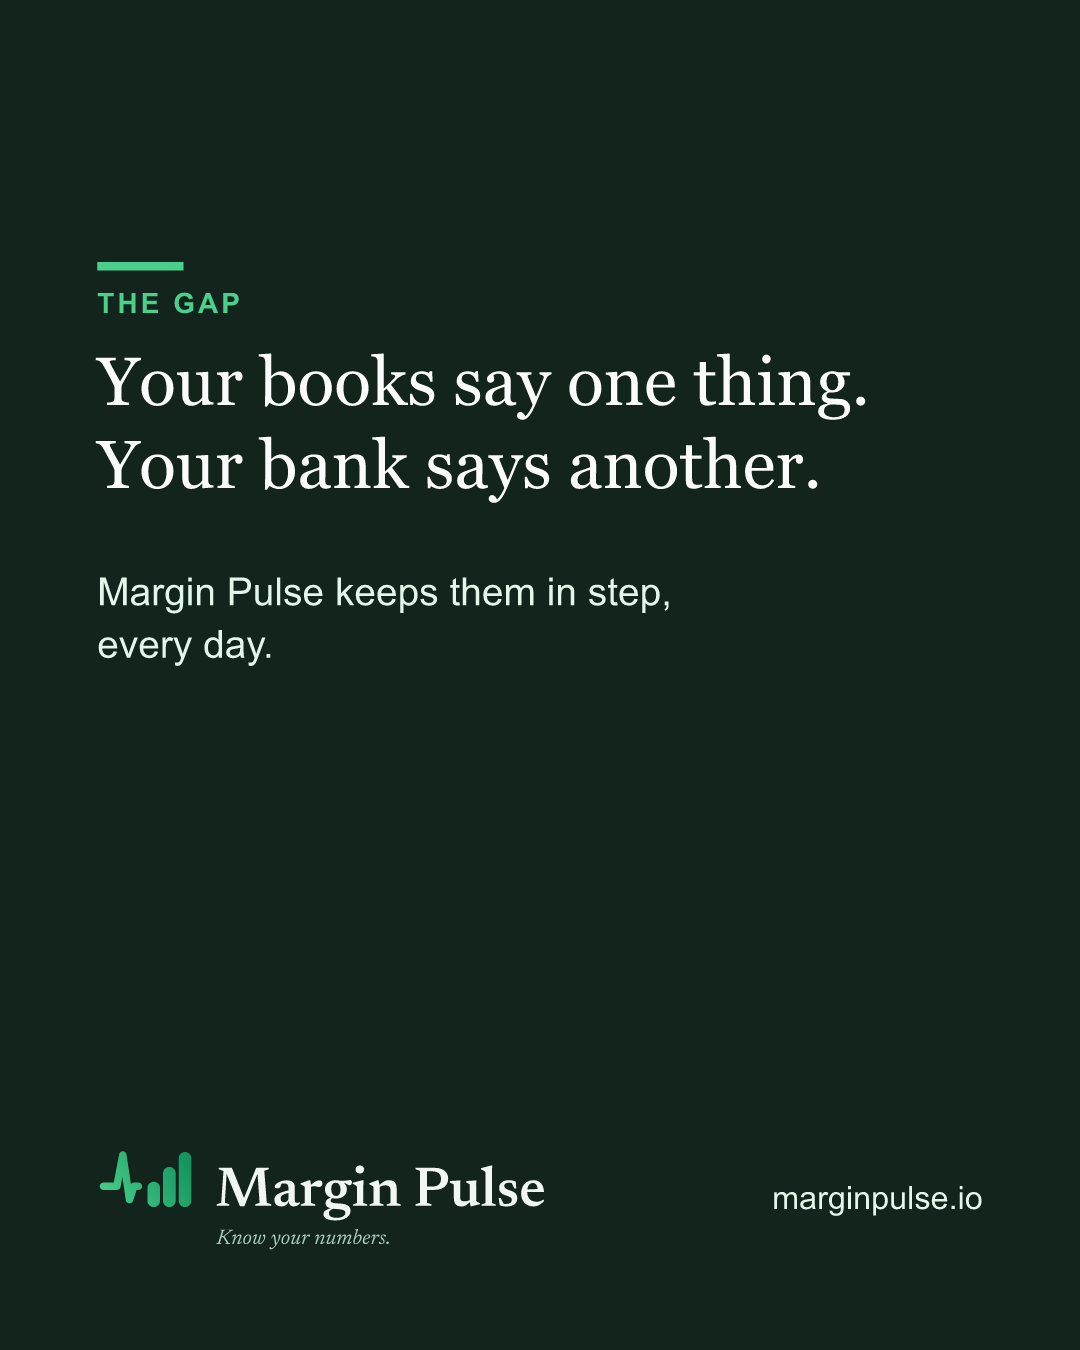 THE GAP
Your books say one thing.
Your bank says another.
Margin Pulse keeps them in step,
every day.
Margin Pulse
Know your numbers.
marginpulse.io